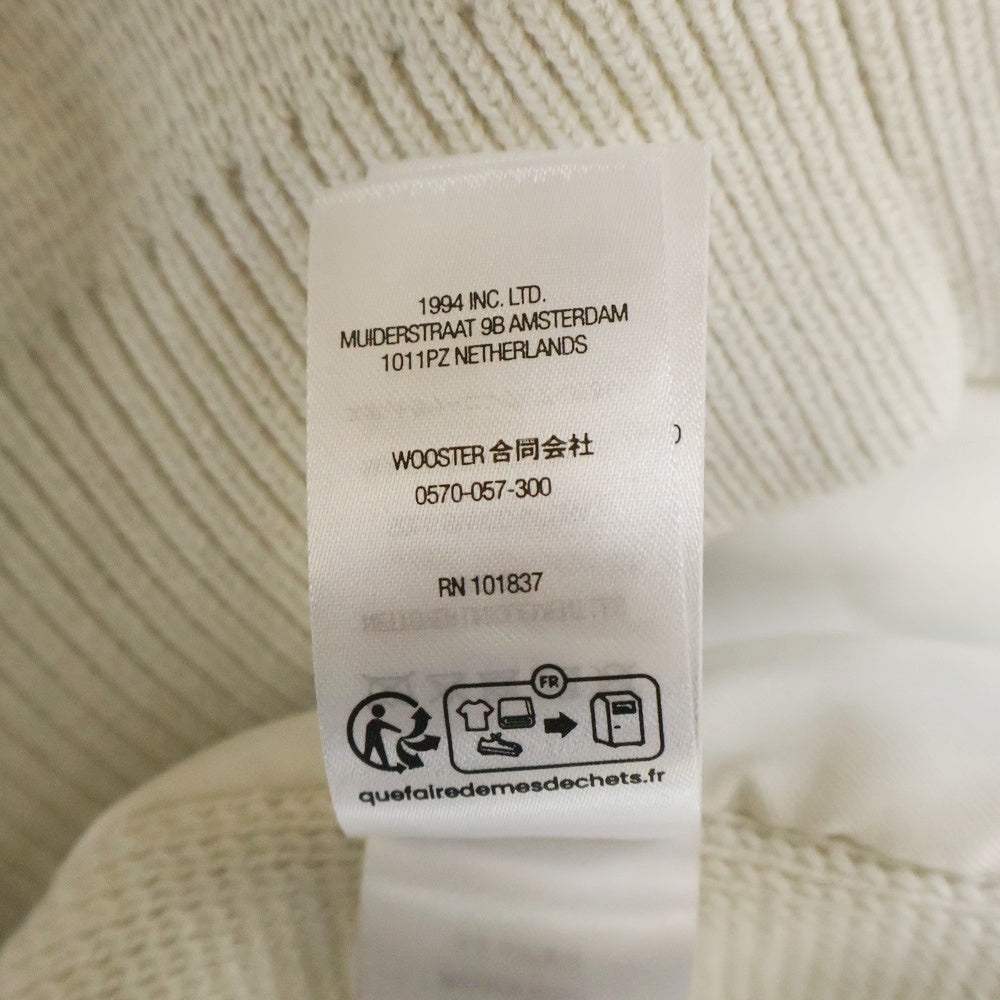 1994 INC. LTD.
MUIDERSTRAAT 9B AMSTERDAM
1011PZ NETHERLANDS
WOOSTER 合同会社
0570-057-300
RN 101837
FR
quefairedemesdechets.fr